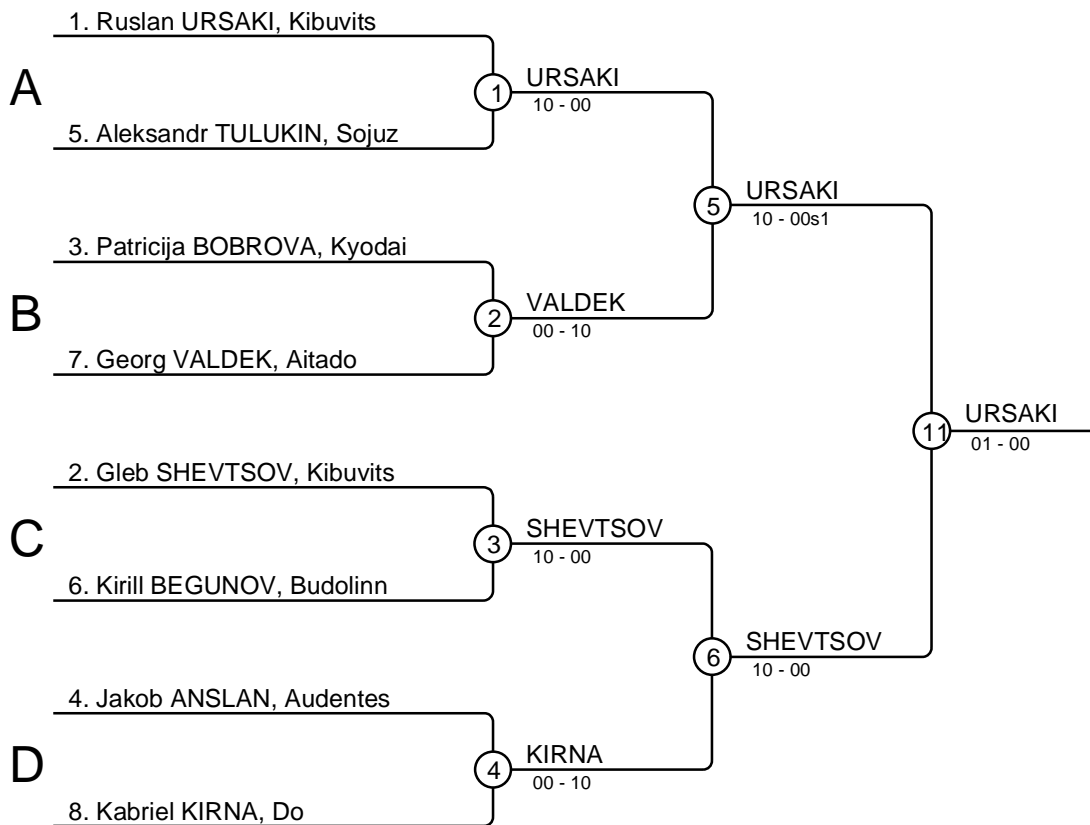 1. Ruslan URSAKI, Kibuvits
A
1
URSAKI
10 - 00
5. Aleksandr TULUKIN, Sojuz
5
URSAKI
10 - 00s1
3. Patricija BOBROVA, Kyodai
B
2
VALDEK
00 - 10
7. Georg VALDEK, Aitado
11
URSAKI
01 - 00
2. Gleb SHEVTSOV, Kibuvits
C
3
SHEVTSOV
10 - 00
6. Kirill BEGUNOV, Budolinn
6
SHEVTSOV
10 - 00
4. Jakob ANSLAN, Audentes
D
4
KIRNA
00 - 10
8. Kabriel KIRNA, Do